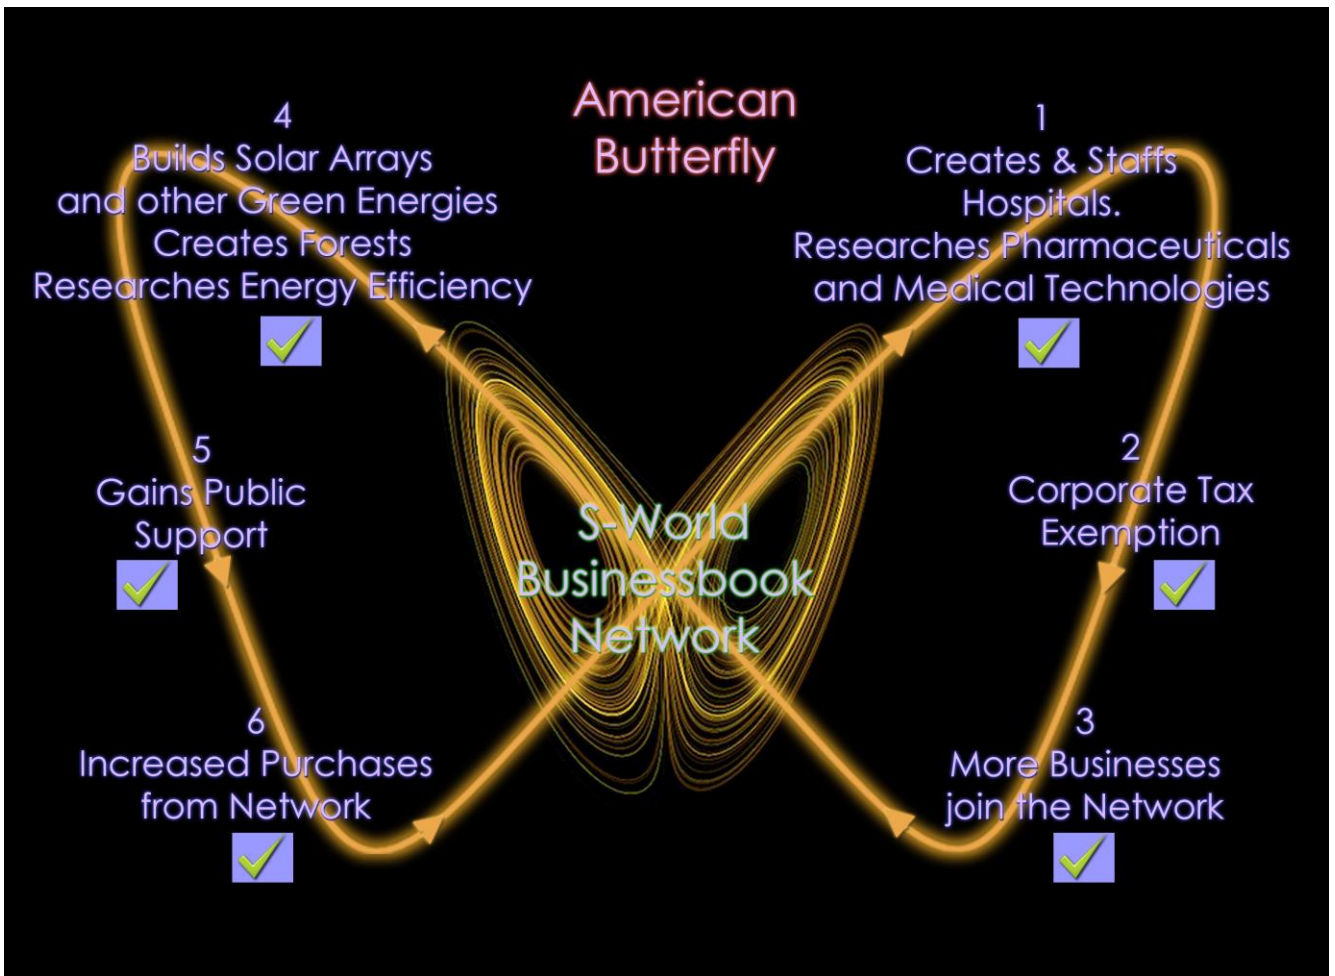 American
Butterfly
1
Creates & Staffs
Hospitals.
Researches Pharmaceuticals
and Medical Technologies
2
Corporate Tax
Exemption
3
More Businesses
join the Network
4
Builds Solar Arrays
and other Green Energies
Creates Forests
Researches Energy Efficiency
5
Gains Public
Support
6
Increased Purchases
from Network
S-World
Businessbook
Network